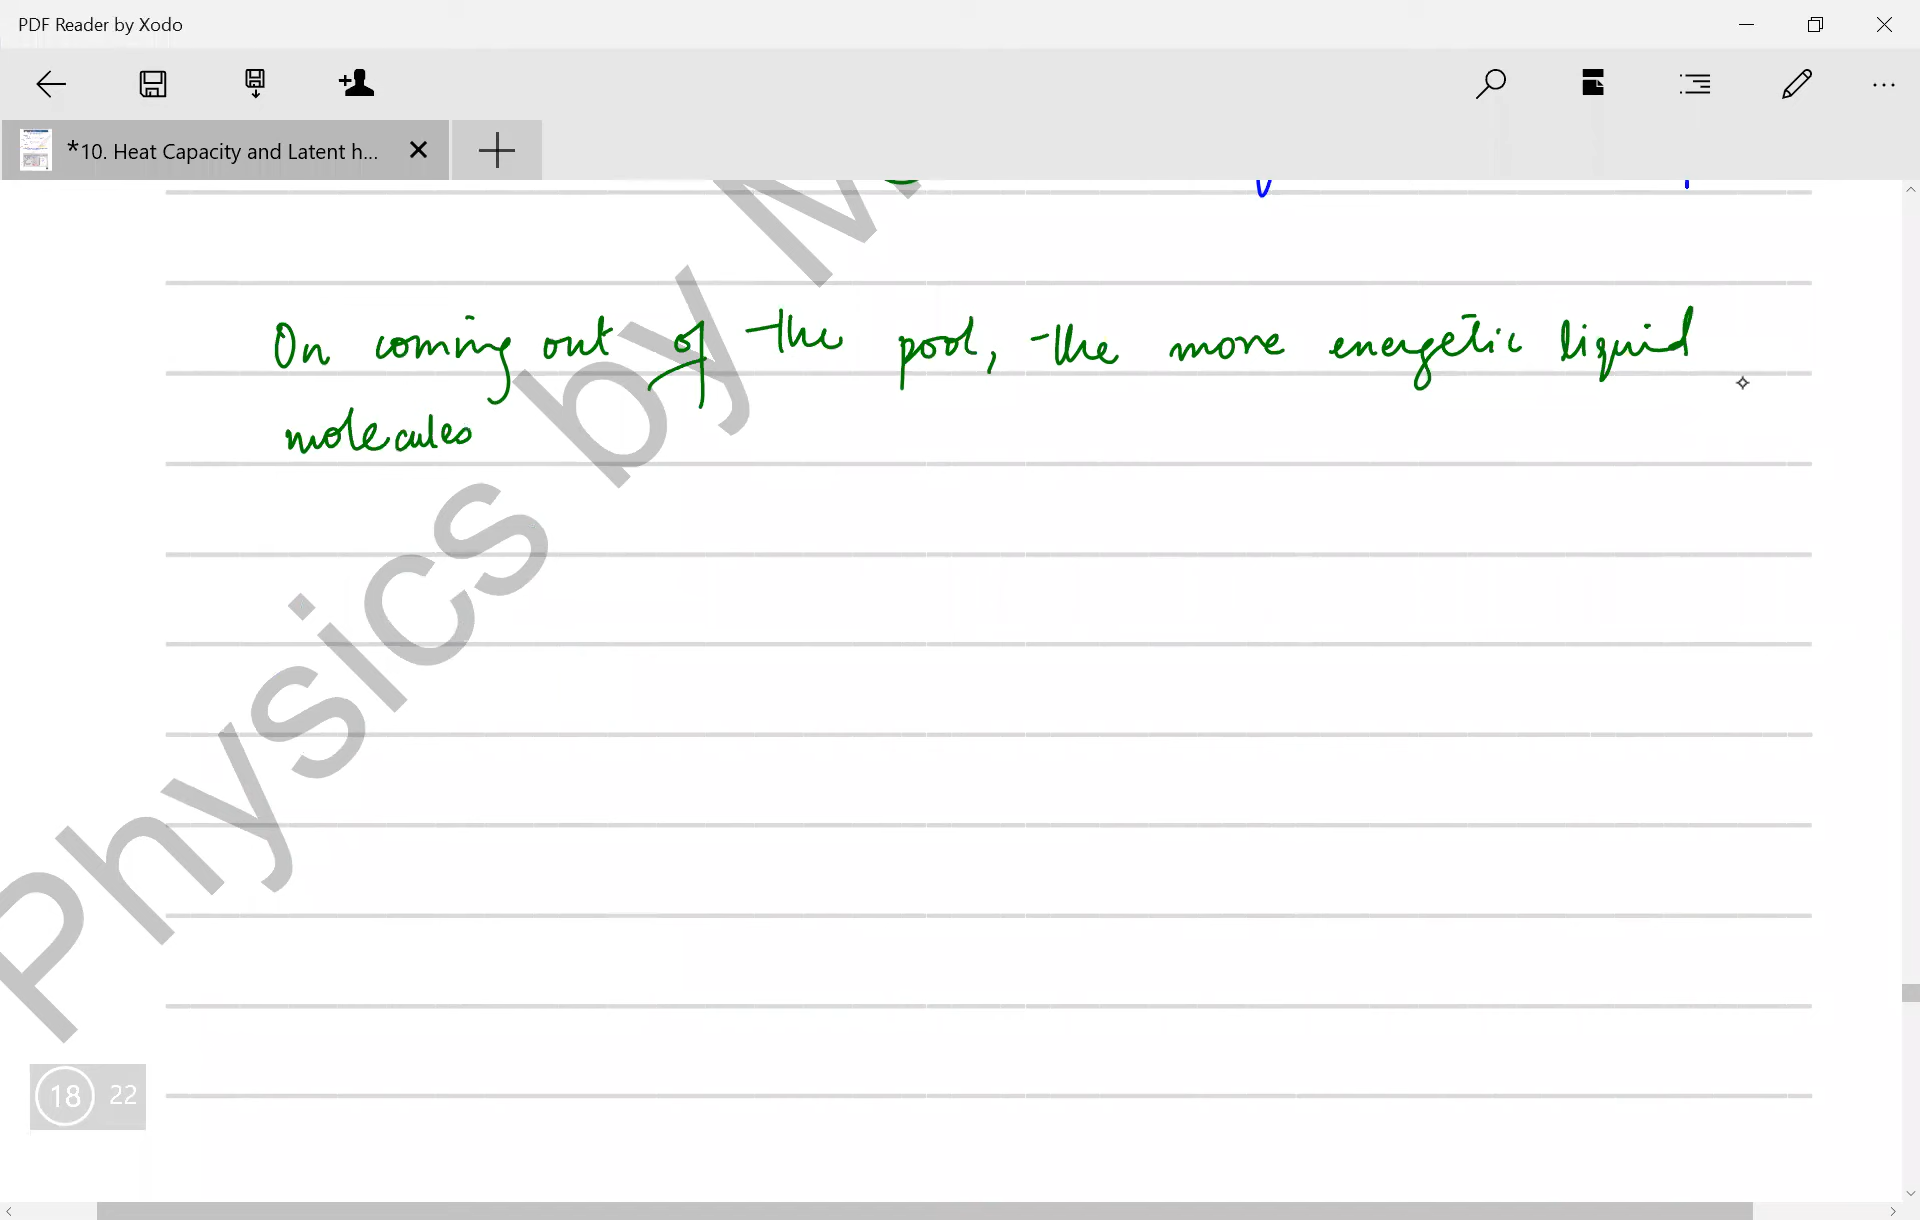 PDF Reader by Xodo
*10. Heat Capacity and Latent h...
On coming out of the pool, the more energetic liquid
molecules
Physics by M
18 22